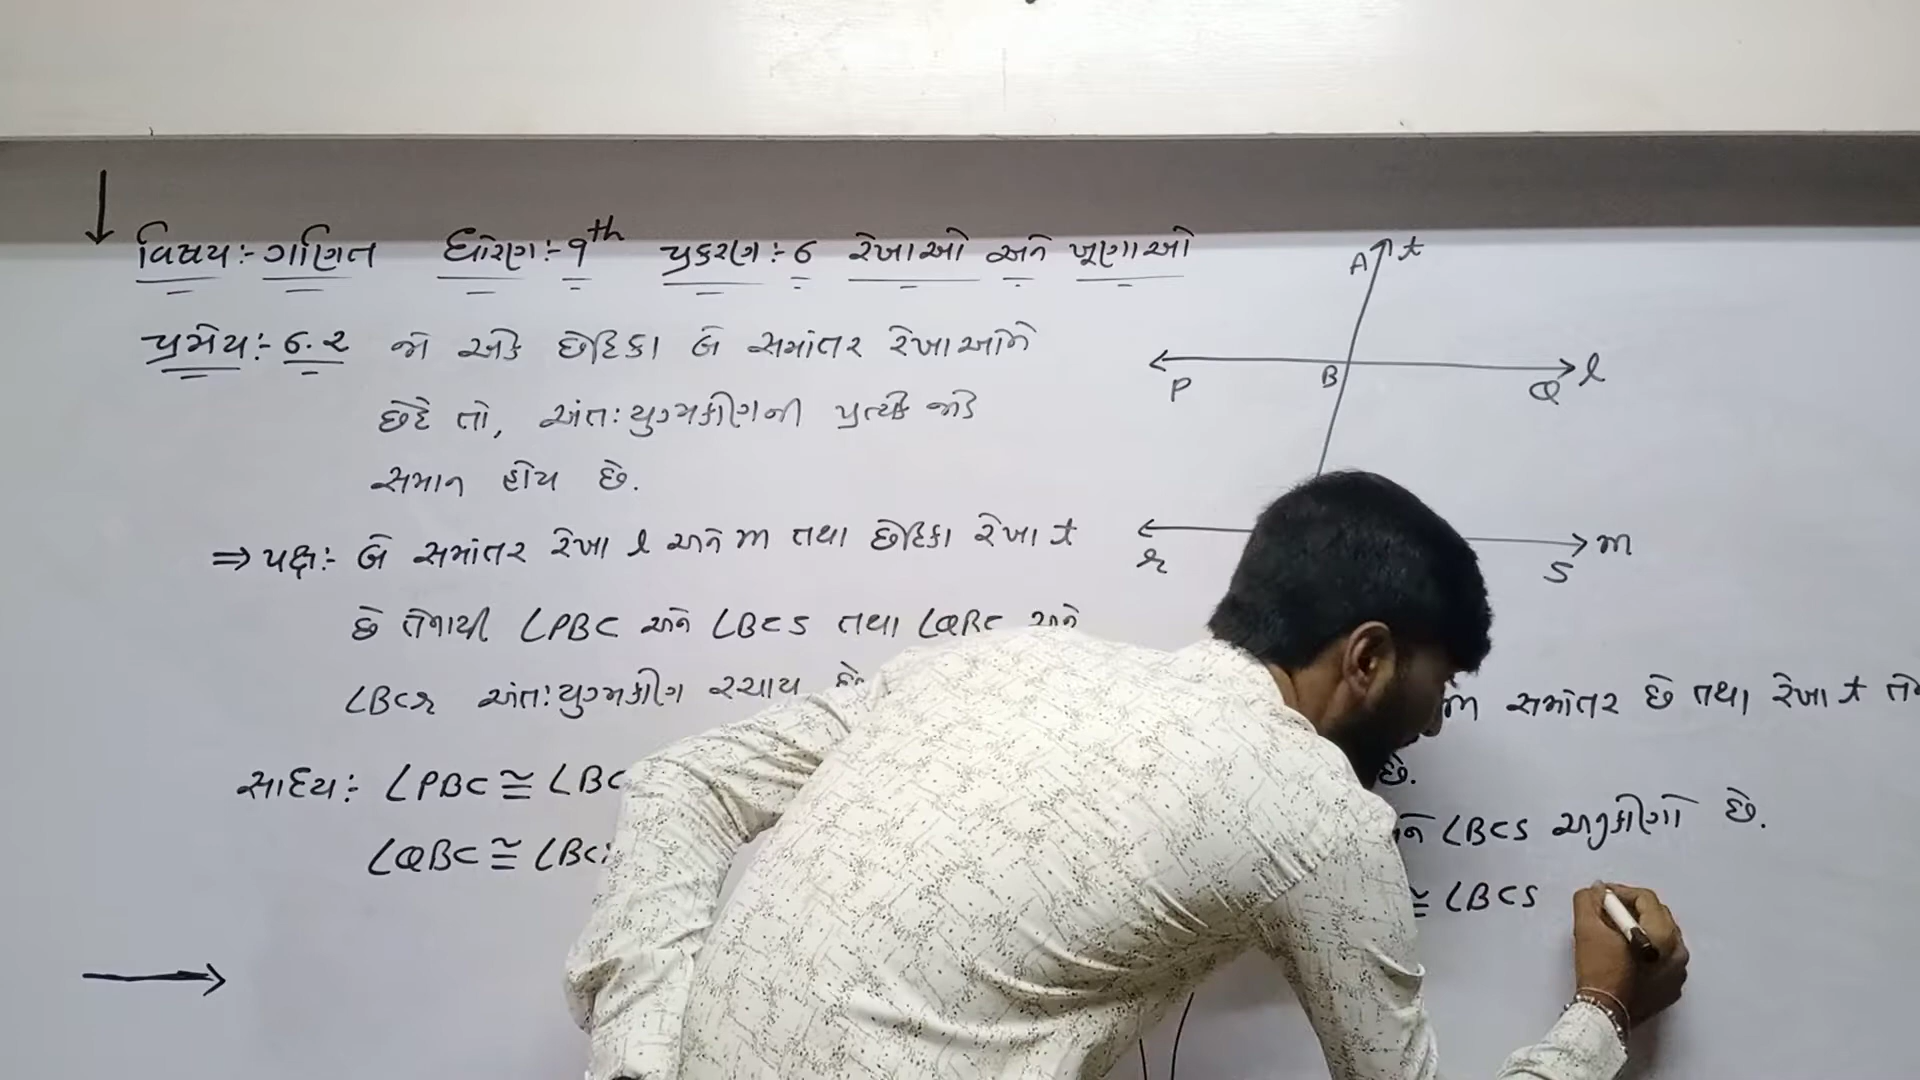 વિષય:- ગણિત ધોરણ:- 9th પ્રકરણ:- 6 રેખાઓ અને ખૂણાઓ
પ્રમેય:- 6.2 જો એક છેદિકા બે સમાંતર રેખાઓને
છેદે તો, અંતઃયુગ્મકોણની પ્રત્યેક જોડ
સમાન હોય છે.
⇒ પક્ષ:- બે સમાંતર રેખા l અને m તથા છેદિકા રેખા t
છે તેનાથી ∠PBC અને ∠BCS તથા ∠QBC અને
∠BCR અંતઃયુગ્મકોણ રચાય છે
સાધ્ય:- ∠PBC ≅ ∠BC
∠QBC ≅ ∠BC
A t
P B Q l
R S m
m સમાંતર છે તથા રેખા t તે
છે.
∠BCS અનુકોણો છે.
≅ ∠BCS